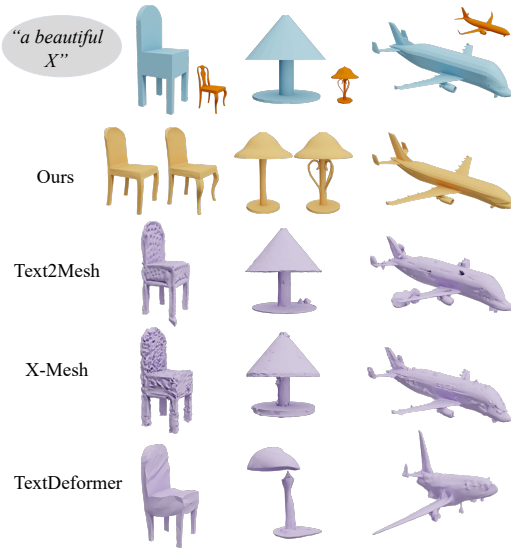 “a beautiful
X”
Ours
Text2Mesh
X-Mesh
TextDeformer